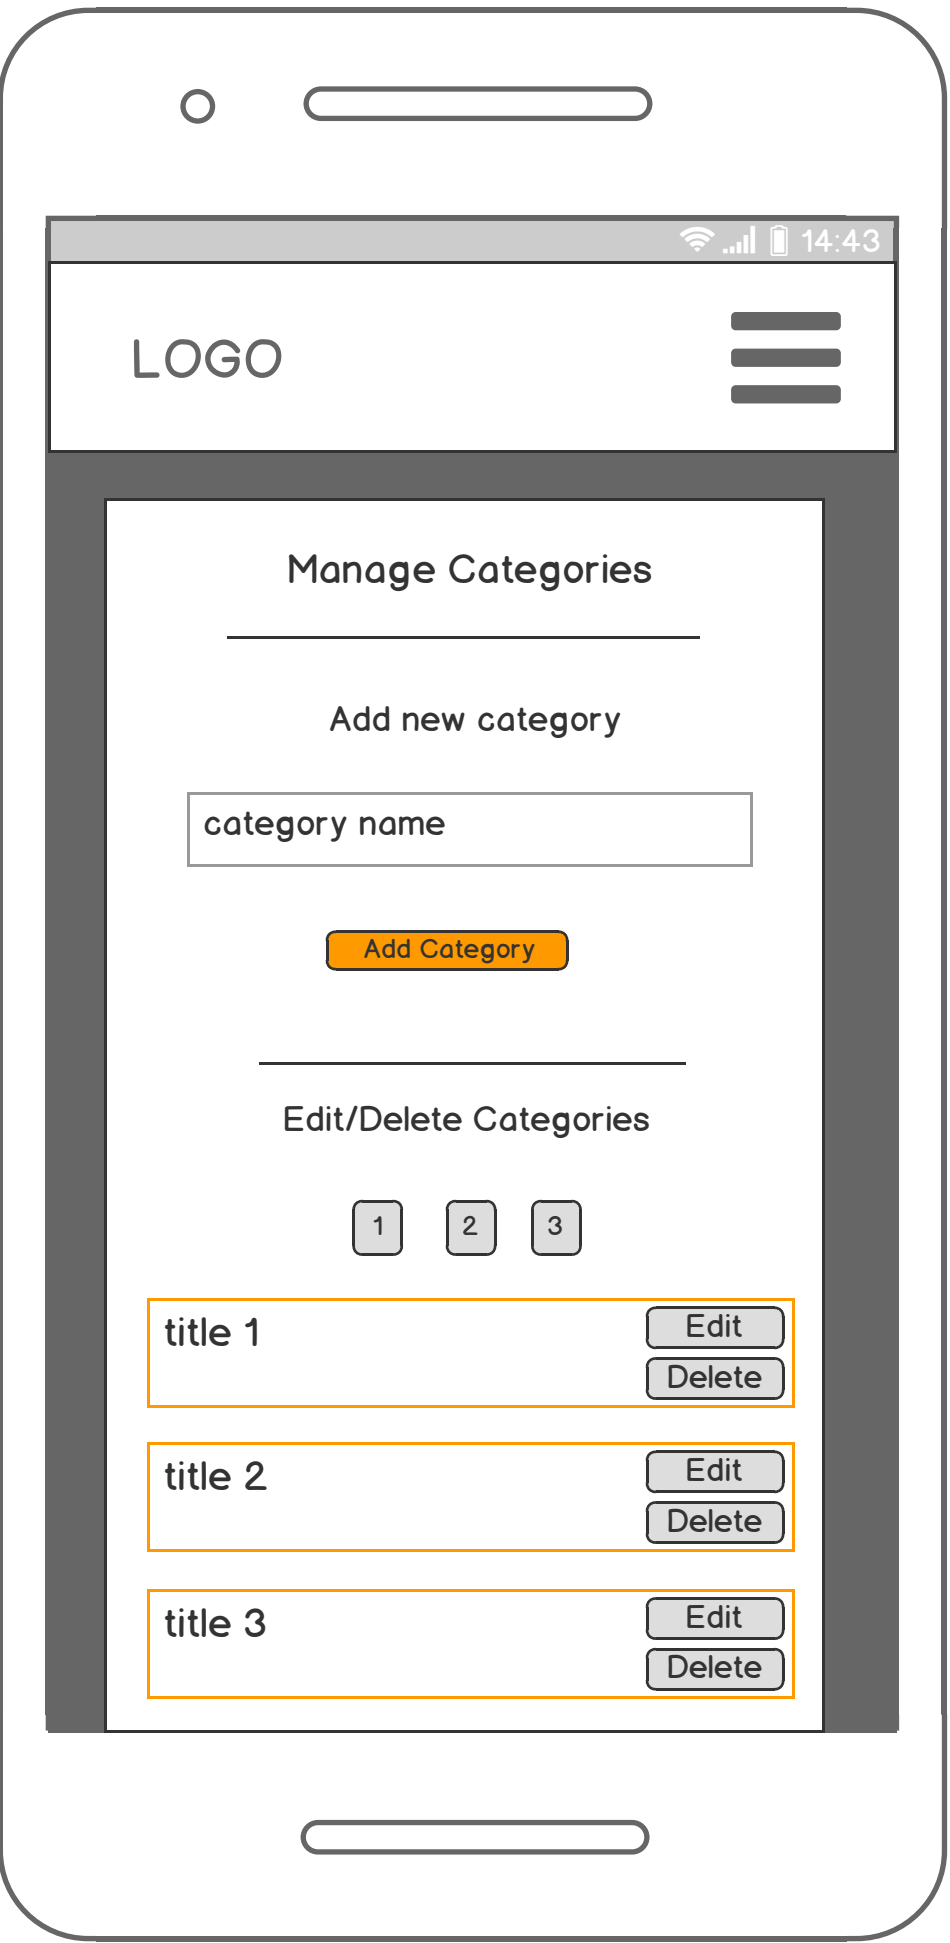 14:43
LOGO
Manage Categories
Add new category
category name
Add Category
Edit/Delete Categories
1 2 3
title 1
Edit
Delete
title 2
Edit
Delete
title 3
Edit
Delete